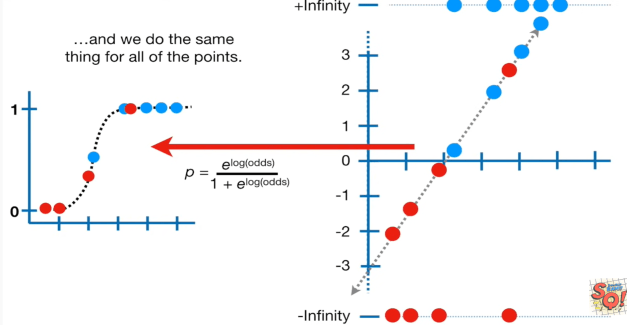 +Infinity
...and we do the same
thing for all of the points.
3
2
1
0
-1
-2
-3
1
0
p = e^log(odds) / 1 + e^log(odds)
-Infinity
SQ!